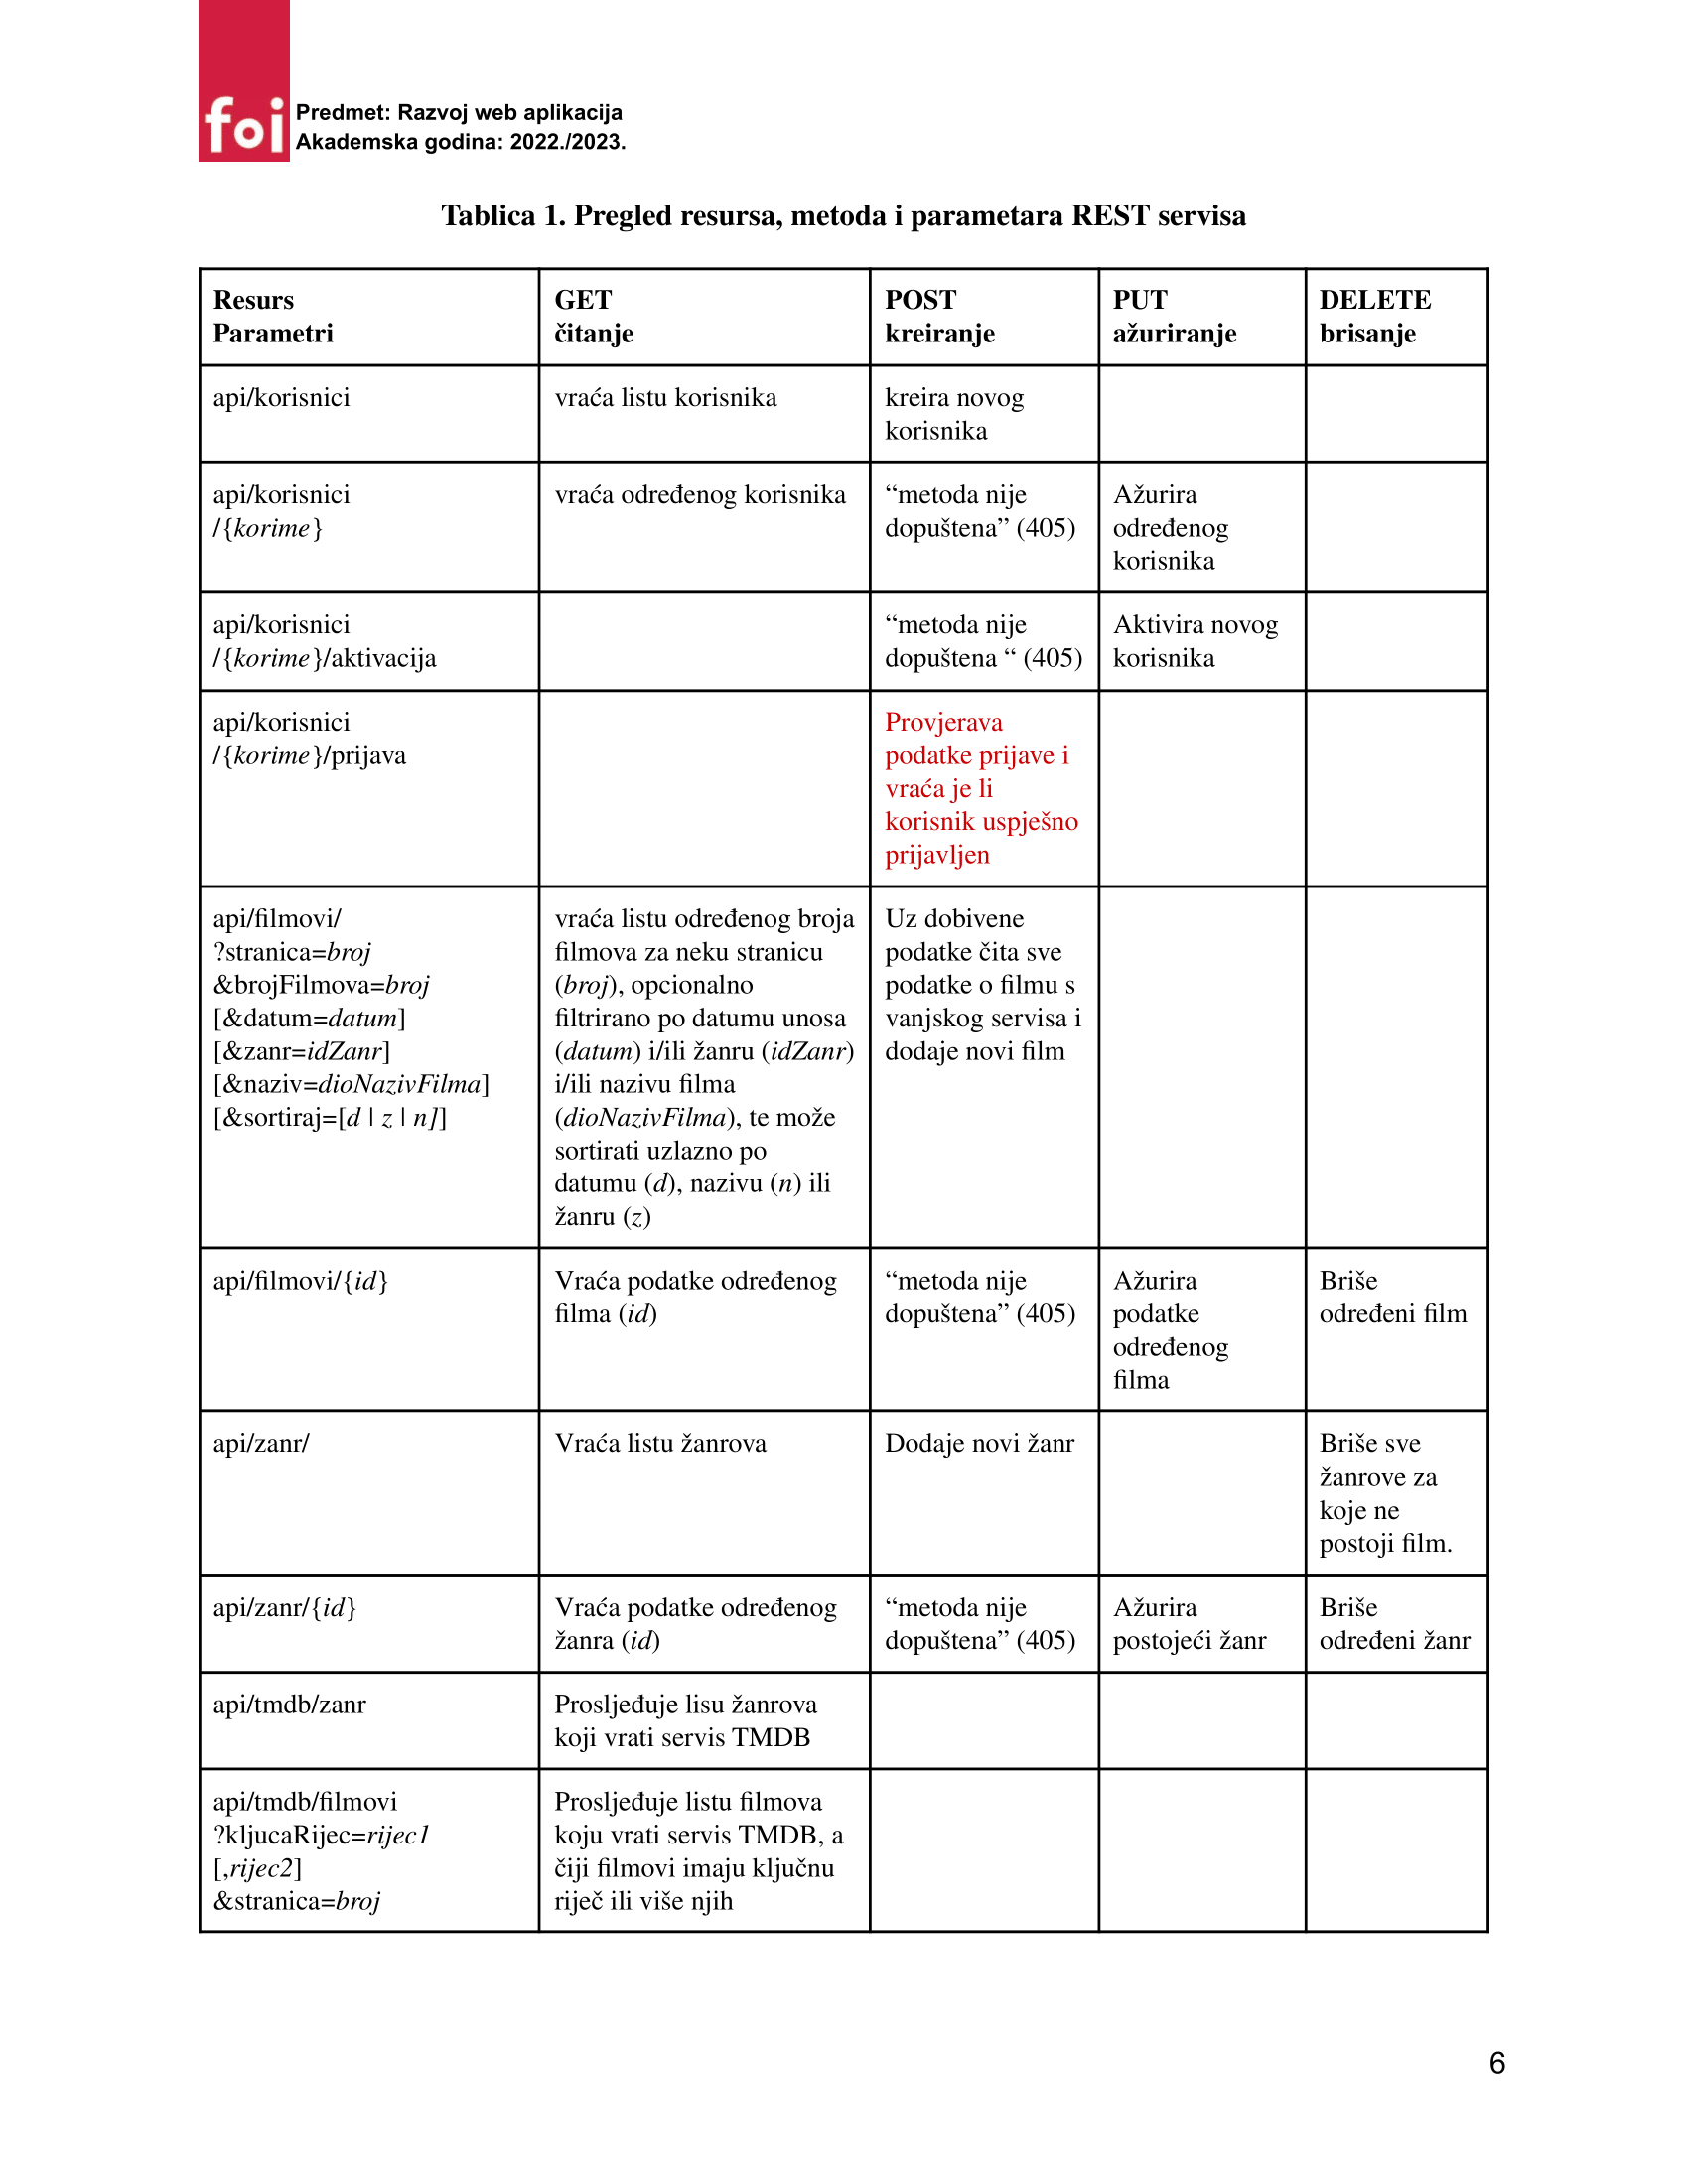 foi
Predmet: Razvoj web aplikacija
Akademska godina: 2022./2023.
Tablica 1. Pregled resursa, metoda i parametara REST servisa
Resurs
Parametri
GET
čitanje
POST
kreiranje
PUT
ažuriranje
DELETE
brisanje
api/korisnici
vraća listu korisnika
kreira novog
korisnika
api/korisnici
/{korime}
vraća određenog korisnika
“metoda nije
dopuštena” (405)
Ažurira
određenog
korisnika
api/korisnici
/{korime}/aktivacija
“metoda nije
dopuštena “ (405)
Aktivira novog
korisnika
api/korisnici
/{korime}/prijava
Provjerava
podatke prijave i
vraća je li
korisnik uspješno
prijavljen
api/filmovi/
?stranica=broj
&brojFilmova=broj
[&datum=datum]
[&zanr=idZanr]
[&naziv=dioNazivFilma]
[&sortiraj=[d | z | n]]
vraća listu određenog broja
filmova za neku stranicu
(broj), opcionalno
filtrirano po datumu unosa
(datum) i/ili žanru (idZanr)
i/ili nazivu filma
(dioNazivFilma), te može
sortirati uzlazno po
datumu (d), nazivu (n) ili
žanru (z)
Uz dobivene
podatke čita sve
podatke o filmu s
vanjskog servisa i
dodaje novi film
api/filmovi/{id}
Vraća podatke određenog
filma (id)
“metoda nije
dopuštena” (405)
Ažurira
podatke
određenog
filma
Briše
određeni film
api/zanr/
Vraća listu žanrova
Dodaje novi žanr
Briše sve
žanrove za
koje ne
postoji film.
api/zanr/{id}
Vraća podatke određenog
žanra (id)
“metoda nije
dopuštena” (405)
Ažurira
postojeći žanr
Briše
određeni žanr
api/tmdb/zanr
Prosljeđuje lisu žanrova
koji vrati servis TMDB
api/tmdb/filmovi
?kljucaRijec=rijec1
[,rijec2]
&stranica=broj
Prosljeđuje listu filmova
koju vrati servis TMDB, a
čiji filmovi imaju ključnu
riječ ili više njih
6